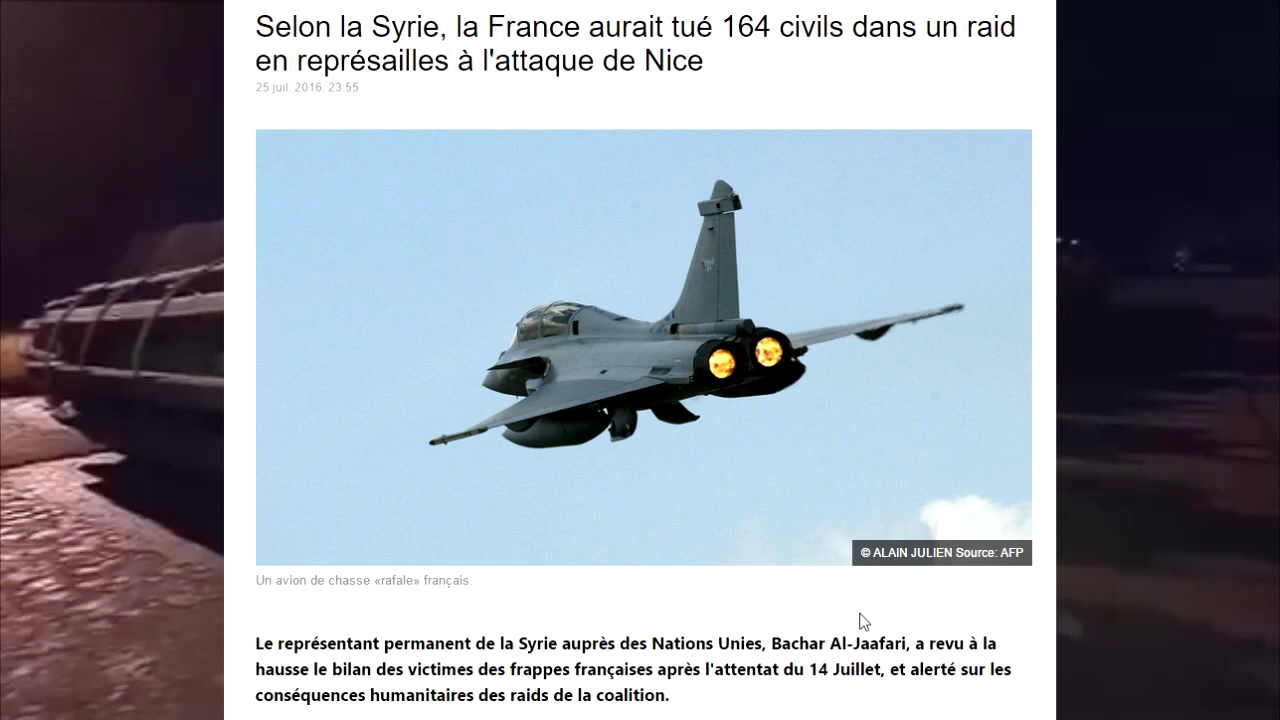 Selon la Syrie, la France aurait tué 164 civils dans un raid
en représailles à l'attaque de Nice
25 juil. 2016, 23:55
© ALAIN JULIEN Source: AFP
Un avion de chasse «rafale» français.
Le représentant permanent de la Syrie auprès des Nations Unies, Bachar Al-Jaafari, a revu à la
hausse le bilan des victimes des frappes françaises après l'attentat du 14 Juillet, et alerté sur les
conséquences humanitaires des raids de la coalition.